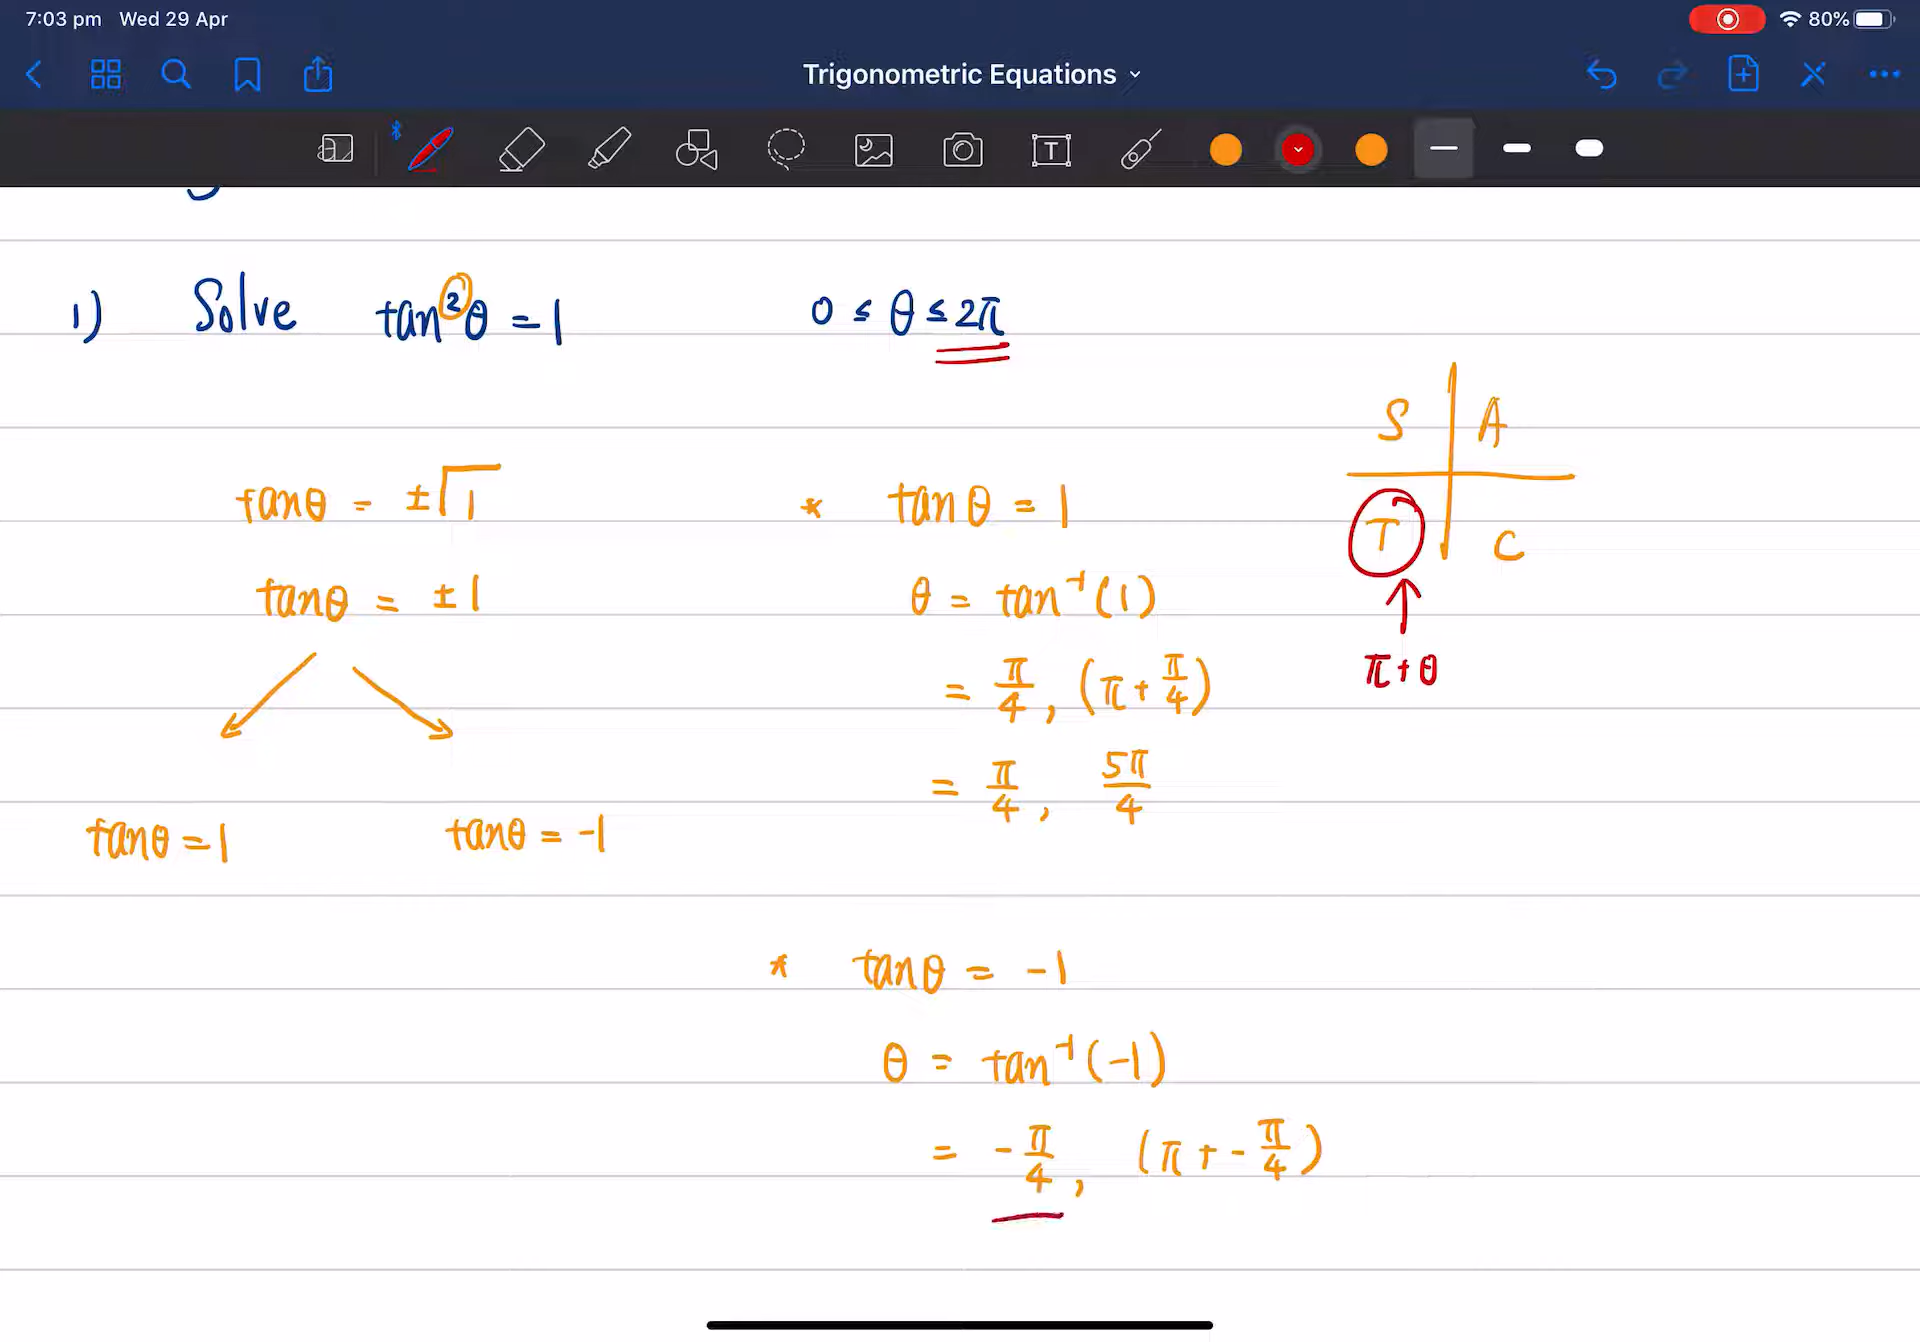 7:03 pm Wed 29 Apr
80%
Trigonometric Equations
1) Solve tan²θ = 1 0 ≤ θ ≤ 2π
tanθ = ±√1
tanθ = ±1
tanθ = 1 tanθ = -1
* tanθ = 1
θ = tan⁻¹(1)
= π/4, (π + π/4)
= π/4, 5π/4
S A
T C
π + θ
* tanθ = -1
θ = tan⁻¹(-1)
= -π/4, (π + -π/4)